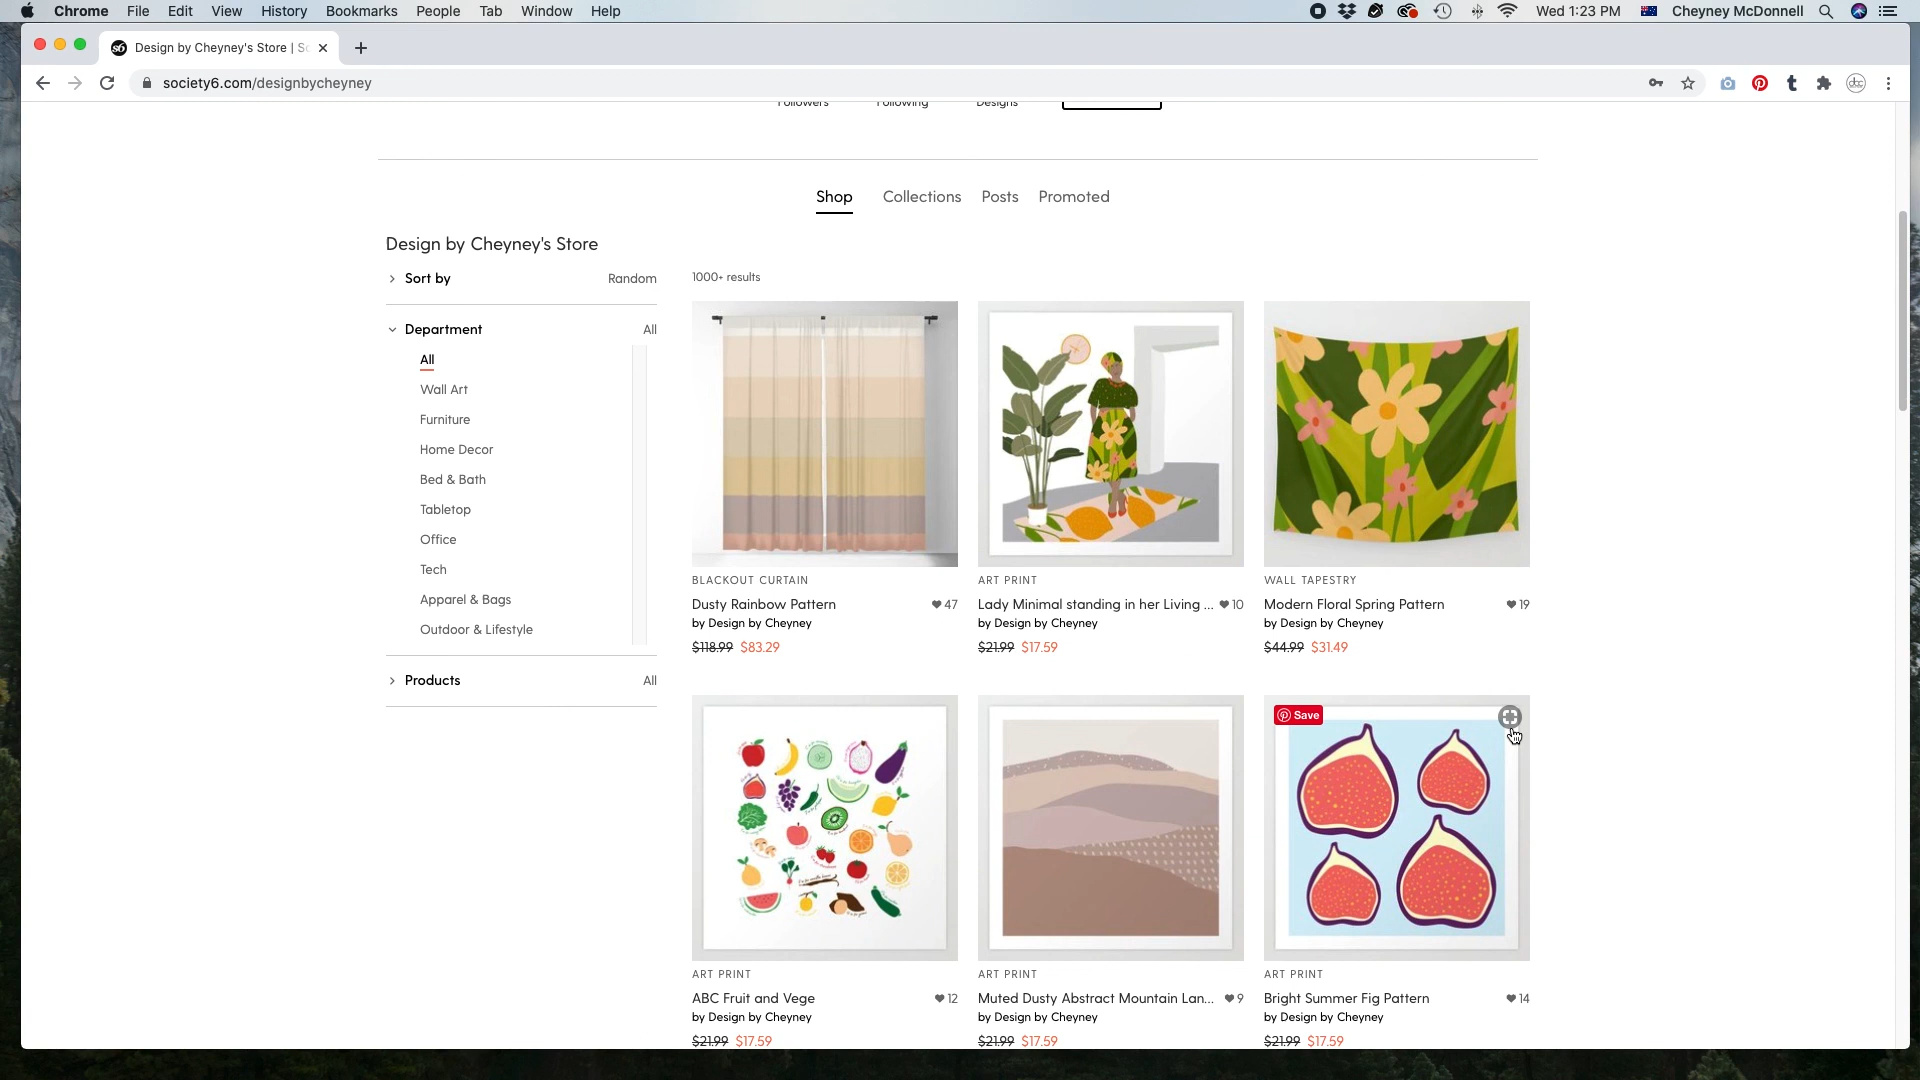 Chrome File Edit View History Bookmarks People Tab Window Help Wed 1:23 PM Cheyney McDonnell
Design by Cheyney's Store | So
society6.com/designbycheyney
Followers Following Designs
Shop Collections Posts Promoted
Design by Cheyney's Store
Sort by Random
1000+ results
Department All
All
Wall Art
Furniture
Home Decor
Bed & Bath
Tabletop
Office
Tech
Apparel & Bags
Outdoor & Lifestyle
Products All
BLACKOUT CURTAIN
Dusty Rainbow Pattern 47
by Design by Cheyney
$118.99 $83.29
ART PRINT
Lady Minimal standing in her Living ... 10
by Design by Cheyney
$21.99 $17.59
WALL TAPESTRY
Modern Floral Spring Pattern 19
by Design by Cheyney
$44.99 $31.49
Save
ART PRINT
ABC Fruit and Vege 12
by Design by Cheyney
$21.99 $17.59
ART PRINT
Muted Dusty Abstract Mountain Lan... 9
by Design by Cheyney
$21.99 $17.59
ART PRINT
Bright Summer Fig Pattern 14
by Design by Cheyney
$21.99 $17.59